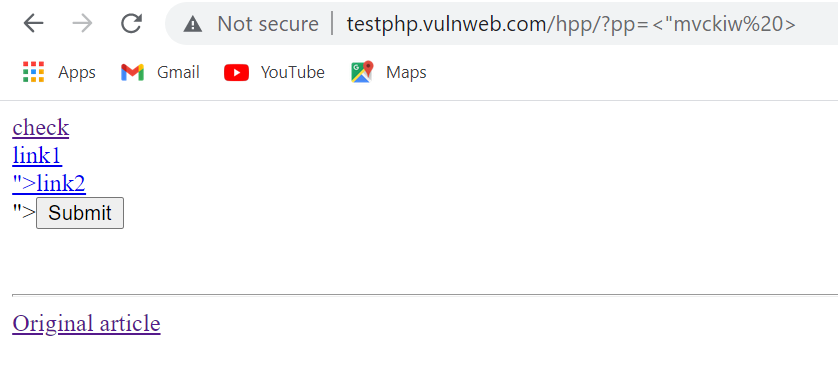 Not secure | testphp.vulnweb.com/hpp/?pp=<"mvckiw%20>
Apps Gmail YouTube Maps
check
link1
">link2
">Submit
Original article